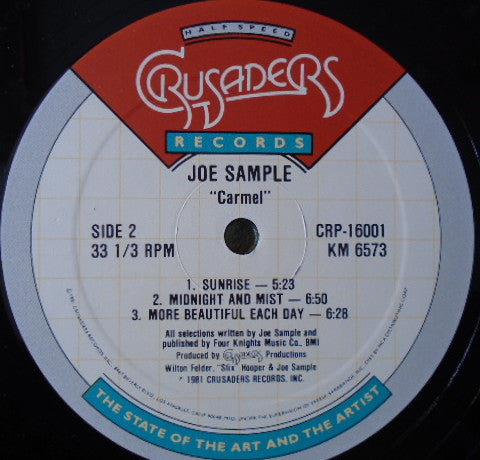 HALF SPEED
CRUSADERS
RECORDS
JOE SAMPLE
"Carmel"
SIDE 2
33 1/3 RPM
CRP-16001
KM 6573
1. SUNRISE — 5:23
2. MIDNIGHT AND MIST — 6:50
3. MORE BEAUTIFUL EACH DAY — 6:28
All selections written by Joe Sample and
published by Four Knights Music Co., BMI
Produced by Crusaders Productions
Wilton Felder, "Stix" Hooper & Joe Sample
℗ 1981 CRUSADERS RECORDS, INC.
THE STATE OF THE ART AND THE ARTIST